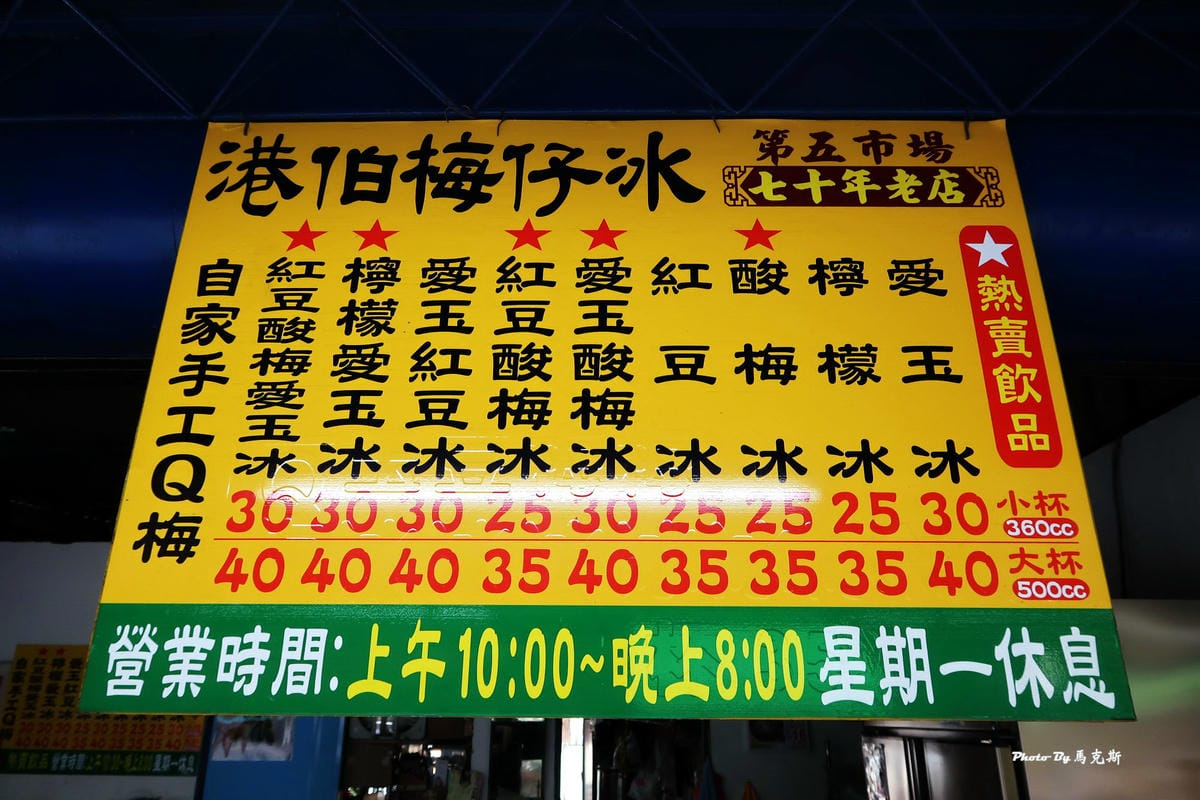 港伯梅仔冰
第五市場
七十年老店
熱賣飲品
愛玉冰 30 40
檸檬冰 25 35
酸梅冰 25 35
紅豆冰 25 35
愛玉酸梅冰 30 40
紅豆酸梅冰 25 35
愛玉紅豆冰 30 40
檸檬愛玉冰 30 40
紅豆酸梅愛玉冰 30 40
小杯 360cc
大杯 500cc
自家手工Q梅
營業時間:上午10:00~晚上8:00 星期一休息
Photo By 馬克斯